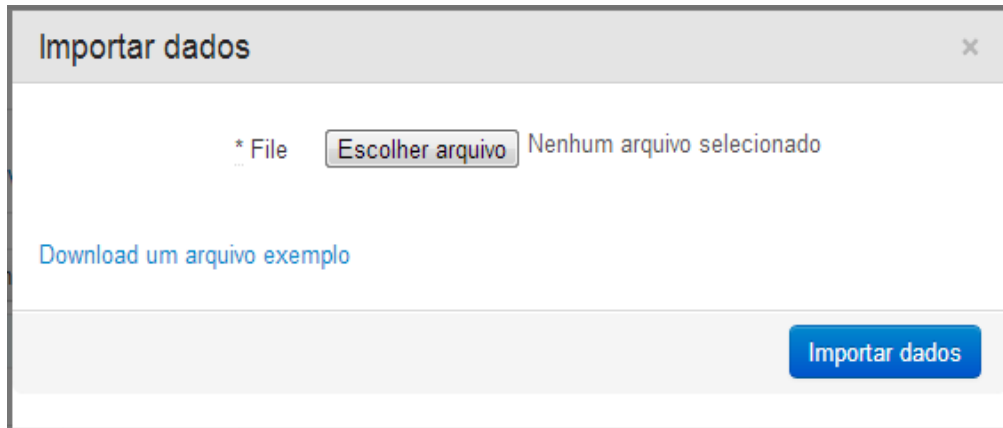 Importar dados ×
* File Escolher arquivo Nenhum arquivo selecionado
Download um arquivo exemplo
Importar dados